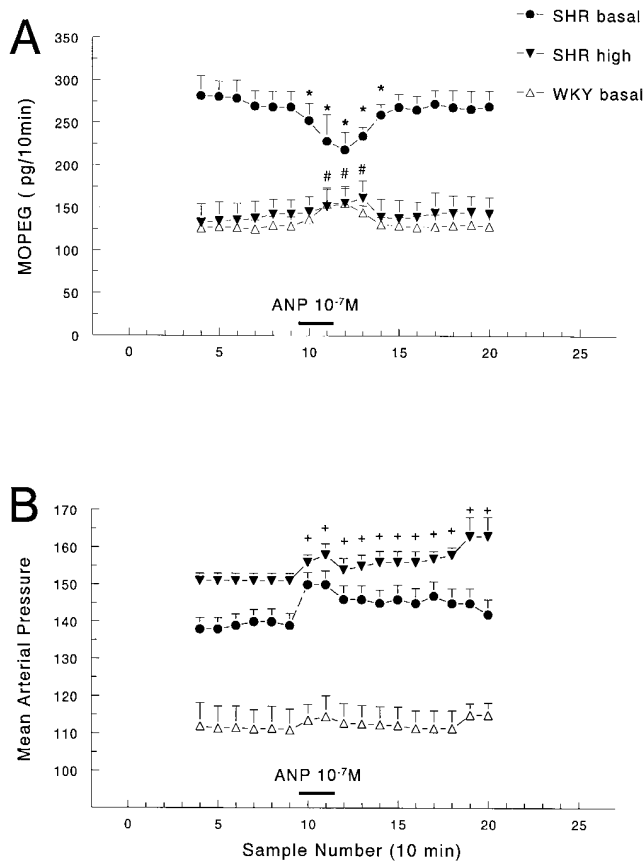 SHR basal
SHR high
WKY basal
A
350
300
250
200
150
100
50
0
MOPEG ( pg/10min)
* * * * *
# # #
ANP 10⁻⁷M
0 5 10 15 20 25
B
170
160
150
140
130
120
110
100
Mean Arterial Pressure
+ + + + + + + + + + +
ANP 10⁻⁷M
0 5 10 15 20 25
Sample Number (10 min)